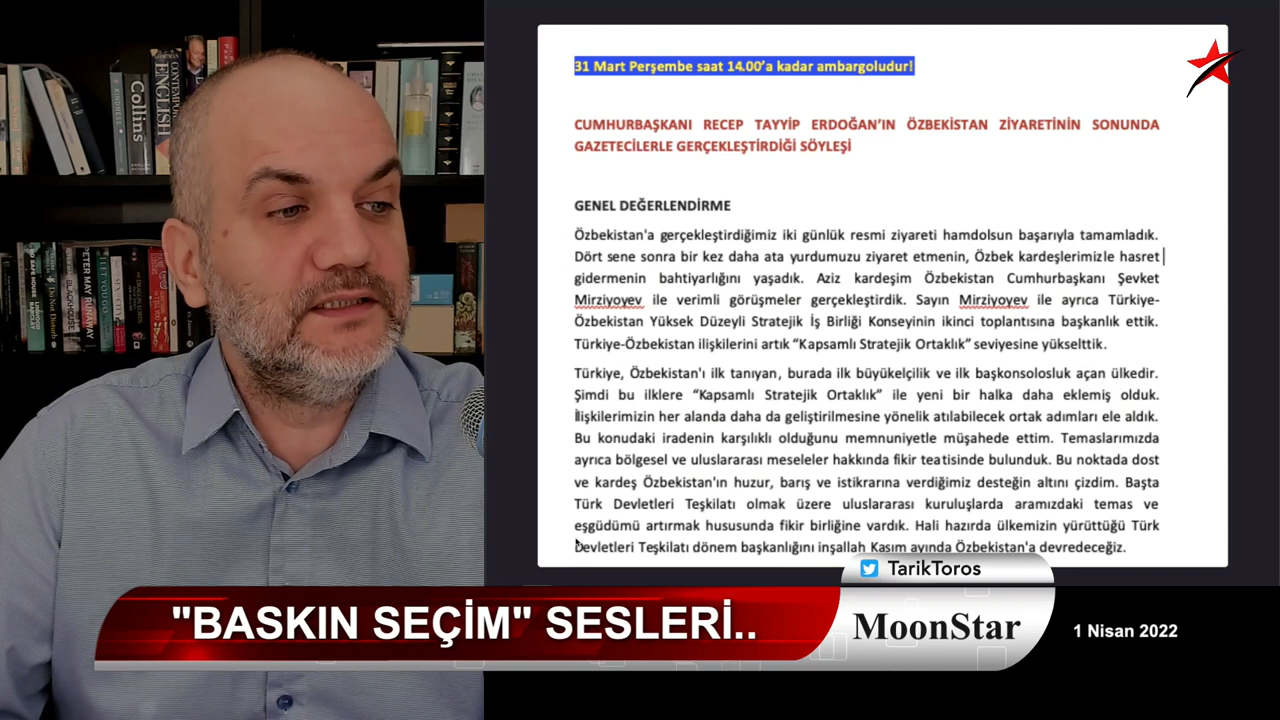 31 Mart Perşembe saat 14.00'a kadar ambargoludur!
CUMHURBAŞKANI RECEP TAYYİP ERDOĞAN'IN ÖZBEKİSTAN ZİYARETİNİN SONUNDA
GAZETECİLERLE GERÇEKLEŞTİRDİĞİ SÖYLEŞİ
GENEL DEĞERLENDİRME
Özbekistan'a gerçekleştirdiğimiz iki günlük resmi ziyareti hamdolsun başarıyla tamamladık.
Dört sene sonra bir kez daha ata yurdumuzu ziyaret etmenin, Özbek kardeşlerimizle hasret
gidermenin bahtiyarlığını yaşadık. Aziz kardeşim Özbekistan Cumhurbaşkanı Şevket
Mirziyoyev ile verimli görüşmeler gerçekleştirdik. Sayın Mirziyoyev ile ayrıca Türkiye-
Özbekistan Yüksek Düzeyli Stratejik İş Birliği Konseyinin ikinci toplantısına başkanlık ettik.
Türkiye-Özbekistan ilişkilerini artık "Kapsamlı Stratejik Ortaklık" seviyesine yükselttik.
Türkiye, Özbekistan'ı ilk tanıyan, burada ilk büyükelçilik ve ilk başkonsolosluk açan ülkedir.
Şimdi bu ilklere "Kapsamlı Stratejik Ortaklık" ile yeni bir halka daha eklemiş olduk.
İlişkilerimizin her alanda daha da geliştirilmesine yönelik atılabilecek ortak adımları ele aldık.
Bu konudaki iradenin karşılıklı olduğunu memnuniyetle müşahede ettim. Temaslarımızda
ayrıca bölgesel ve uluslararası meseleler hakkında fikir teatisinde bulunduk. Bu noktada dost
ve kardeş Özbekistan'ın huzur, barış ve istikrarına verdiğimiz desteğin altını çizdim. Başta
Türk Devletleri Teşkilatı olmak üzere uluslararası kuruluşlarda aramızdaki temas ve
eşgüdümü artırmak hususunda fikir birliğine vardık. Hali hazırda ülkemizin yürüttüğü Türk
Devletleri Teşkilatı dönem başkanlığını inşallah Kasım ayında Özbekistan'a devredeceğiz.
TarikToros
"BASKIN SEÇİM" SESLERİ..
MoonStar
1 Nisan 2022
Collins
ENGLISH
KINDNESS
PETER MAY RUNAWAY
I LET YOU GO